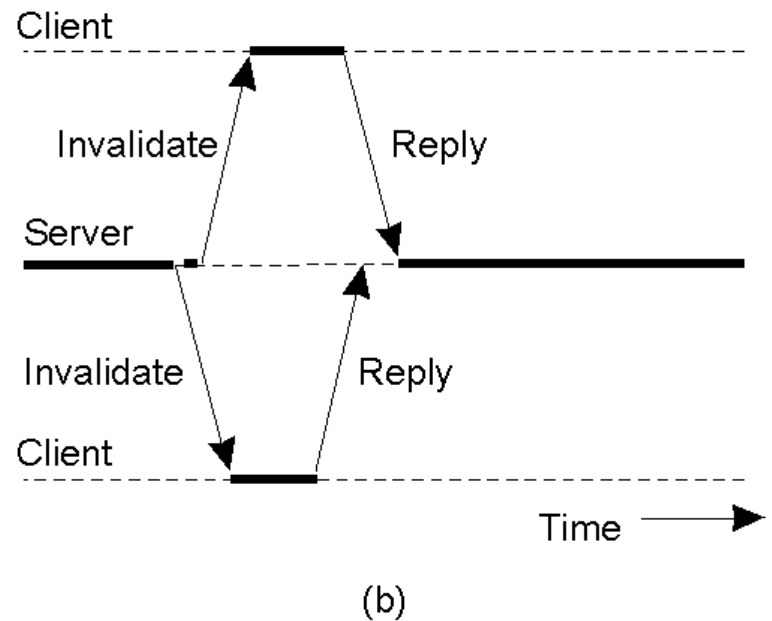 Client
Invalidate
Reply
Server
Invalidate
Reply
Client
Time
(b)